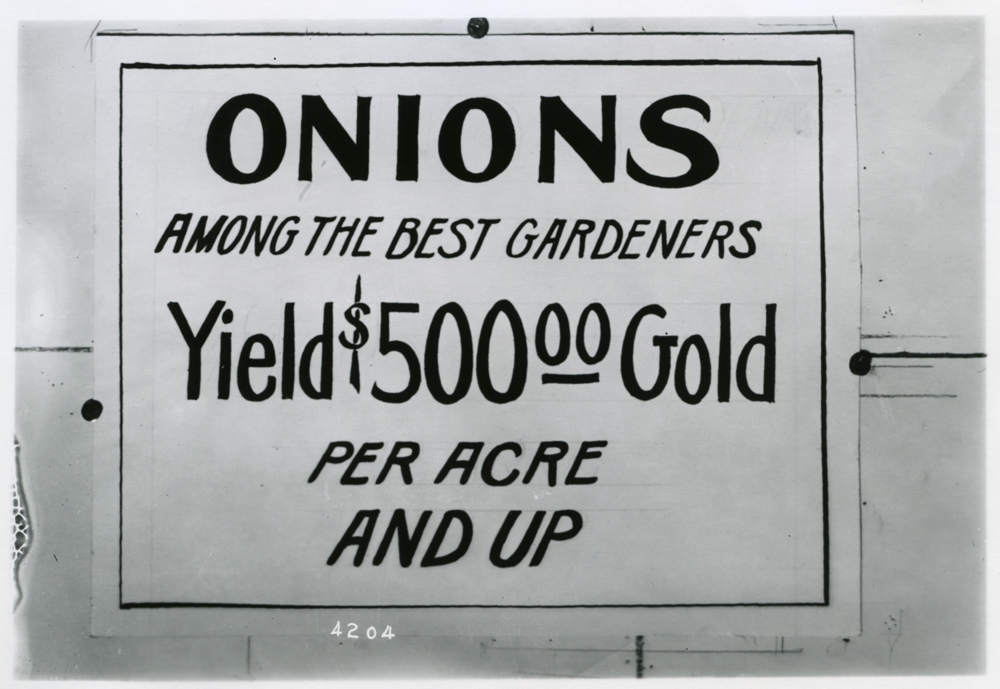 ONIONS
AMONG THE BEST GARDENERS
Yield $500 00 Gold
PER ACRE
AND UP
4204